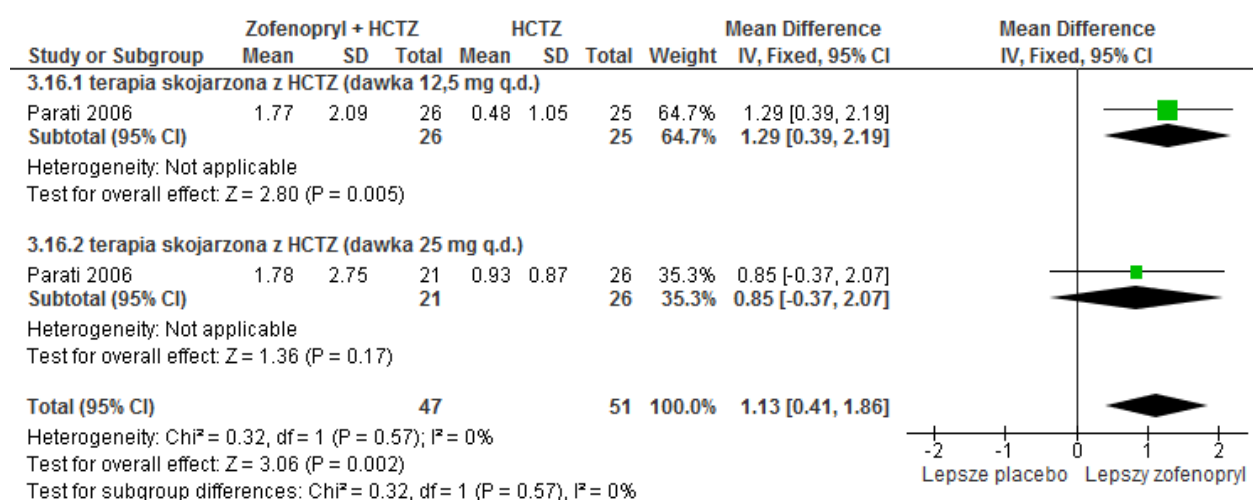 Zofenopryl + HCTZ HCTZ Mean Difference Mean Difference
Study or Subgroup Mean SD Total Mean SD Total Weight IV, Fixed, 95% CI IV, Fixed, 95% CI
3.16.1 terapia skojarzona z HCTZ (dawka 12,5 mg q.d.)
Parati 2006 1.77 2.09 26 0.48 1.05 25 64.7% 1.29 [0.39, 2.19]
Subtotal (95% CI) 26 25 64.7% 1.29 [0.39, 2.19]
Heterogeneity: Not applicable
Test for overall effect: Z = 2.80 (P = 0.005)
3.16.2 terapia skojarzona z HCTZ (dawka 25 mg q.d.)
Parati 2006 1.78 2.75 21 0.93 0.87 26 35.3% 0.85 [-0.37, 2.07]
Subtotal (95% CI) 21 26 35.3% 0.85 [-0.37, 2.07]
Heterogeneity: Not applicable
Test for overall effect: Z = 1.36 (P = 0.17)
Total (95% CI) 47 51 100.0% 1.13 [0.41, 1.86]
Heterogeneity: Chi² = 0.32, df = 1 (P = 0.57); I² = 0%
Test for overall effect: Z = 3.06 (P = 0.002)
Test for subgroup differences: Chi² = 0.32, df = 1 (P = 0.57), I² = 0%
-2 -1 0 1 2
Lepsze placebo Lepszy zofenopryl